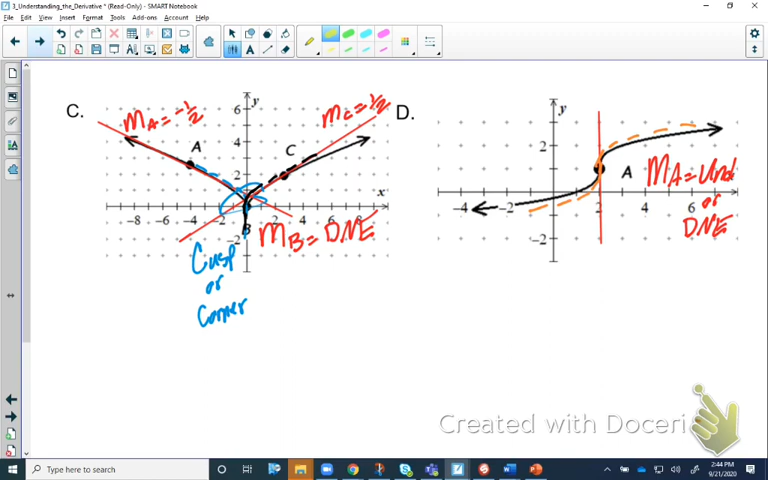 3_Understanding_the_Derivative * (Read-Only) - SMART Notebook
File Edit View Insert Format Tools Add-ons Account Help
C.
mA = -1/2
y
6
4
2
-2
A
C
mC = 1/2
x
-8 -6 -4 -2
B
mB = DNE
Cusp
or
Corner
D.
y
2
-2
A
-4 -2 2 4 6
mA = Und
or
DNE
Created with Doceri
Type here to search
2:44 PM
9/21/2020